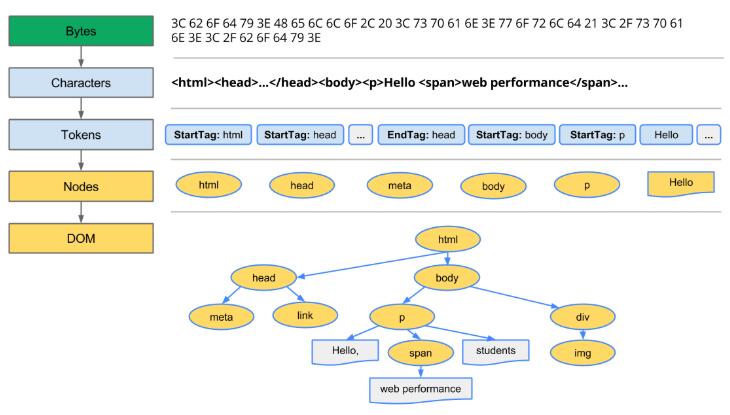 Bytes
3C 62 6F 64 79 3E 48 65 6C 6C 6F 2C 20 3C 73 70 61 6E 3E 77 6F 72 6C 64 21 3C 2F 73 70 61
6E 3E 3C 2F 62 6F 64 79 3E
Characters
<html><head>...</head><body><p>Hello <span>web performance</span>...
Tokens
StartTag: html StartTag: head ... EndTag: head StartTag: body StartTag: p Hello ...
Nodes
html head meta body p Hello
DOM
html
head body
meta link p div
Hello, span students img
web performance